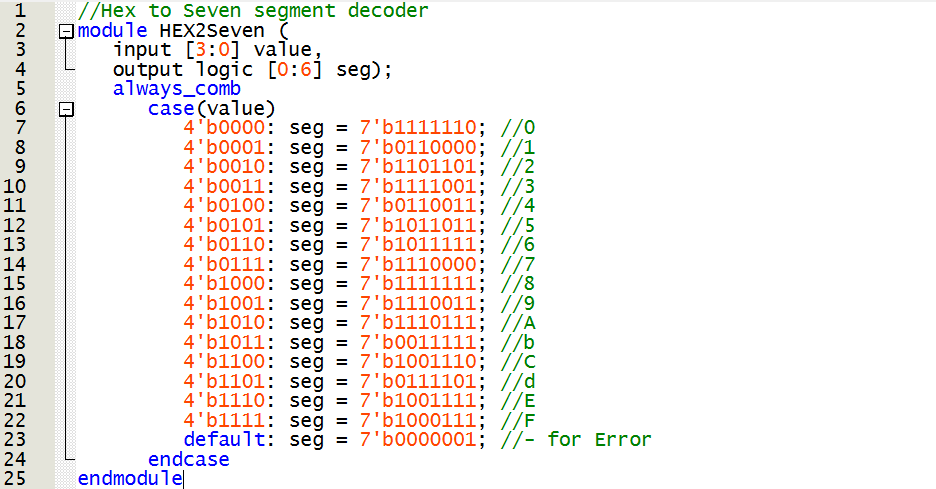 1 //Hex to Seven segment decoder
2 module HEX2Seven (
3 input [3:0] value,
4 output logic [0:6] seg);
5 always_comb
6 case(value)
7 4'b0000: seg = 7'b1111110; //0
8 4'b0001: seg = 7'b0110000; //1
9 4'b0010: seg = 7'b1101101; //2
10 4'b0011: seg = 7'b1111001; //3
11 4'b0100: seg = 7'b0110011; //4
12 4'b0101: seg = 7'b1011011; //5
13 4'b0110: seg = 7'b1011111; //6
14 4'b0111: seg = 7'b1110000; //7
15 4'b1000: seg = 7'b1111111; //8
16 4'b1001: seg = 7'b1110011; //9
17 4'b1010: seg = 7'b1110111; //A
18 4'b1011: seg = 7'b0011111; //b
19 4'b1100: seg = 7'b1001110; //C
20 4'b1101: seg = 7'b0111101; //d
21 4'b1110: seg = 7'b1001111; //E
22 4'b1111: seg = 7'b1000111; //F
23 default: seg = 7'b0000001; //- for Error
24 endcase
25 endmodule